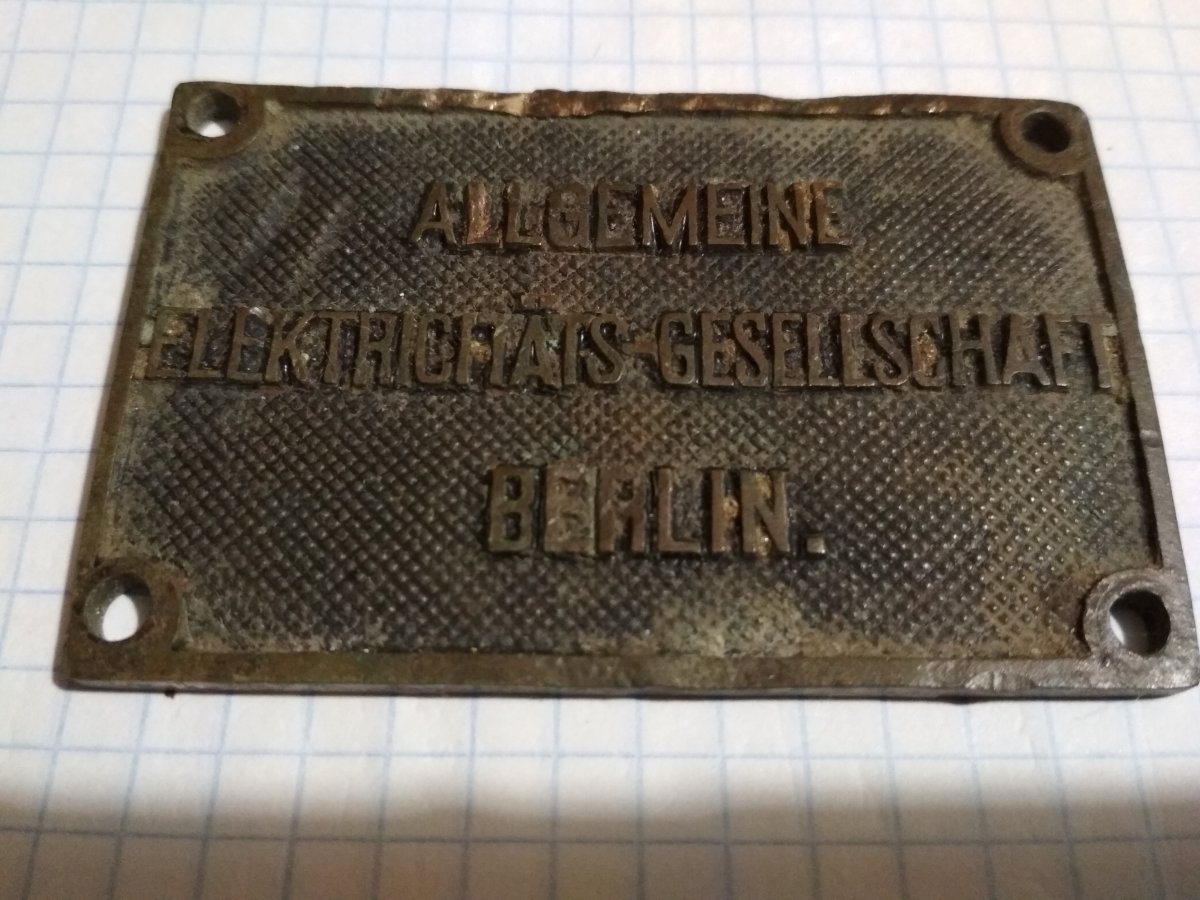 ALLGEMEINE
ELEKTRICITÄTS-GESELLSCHAFT
BERLIN.